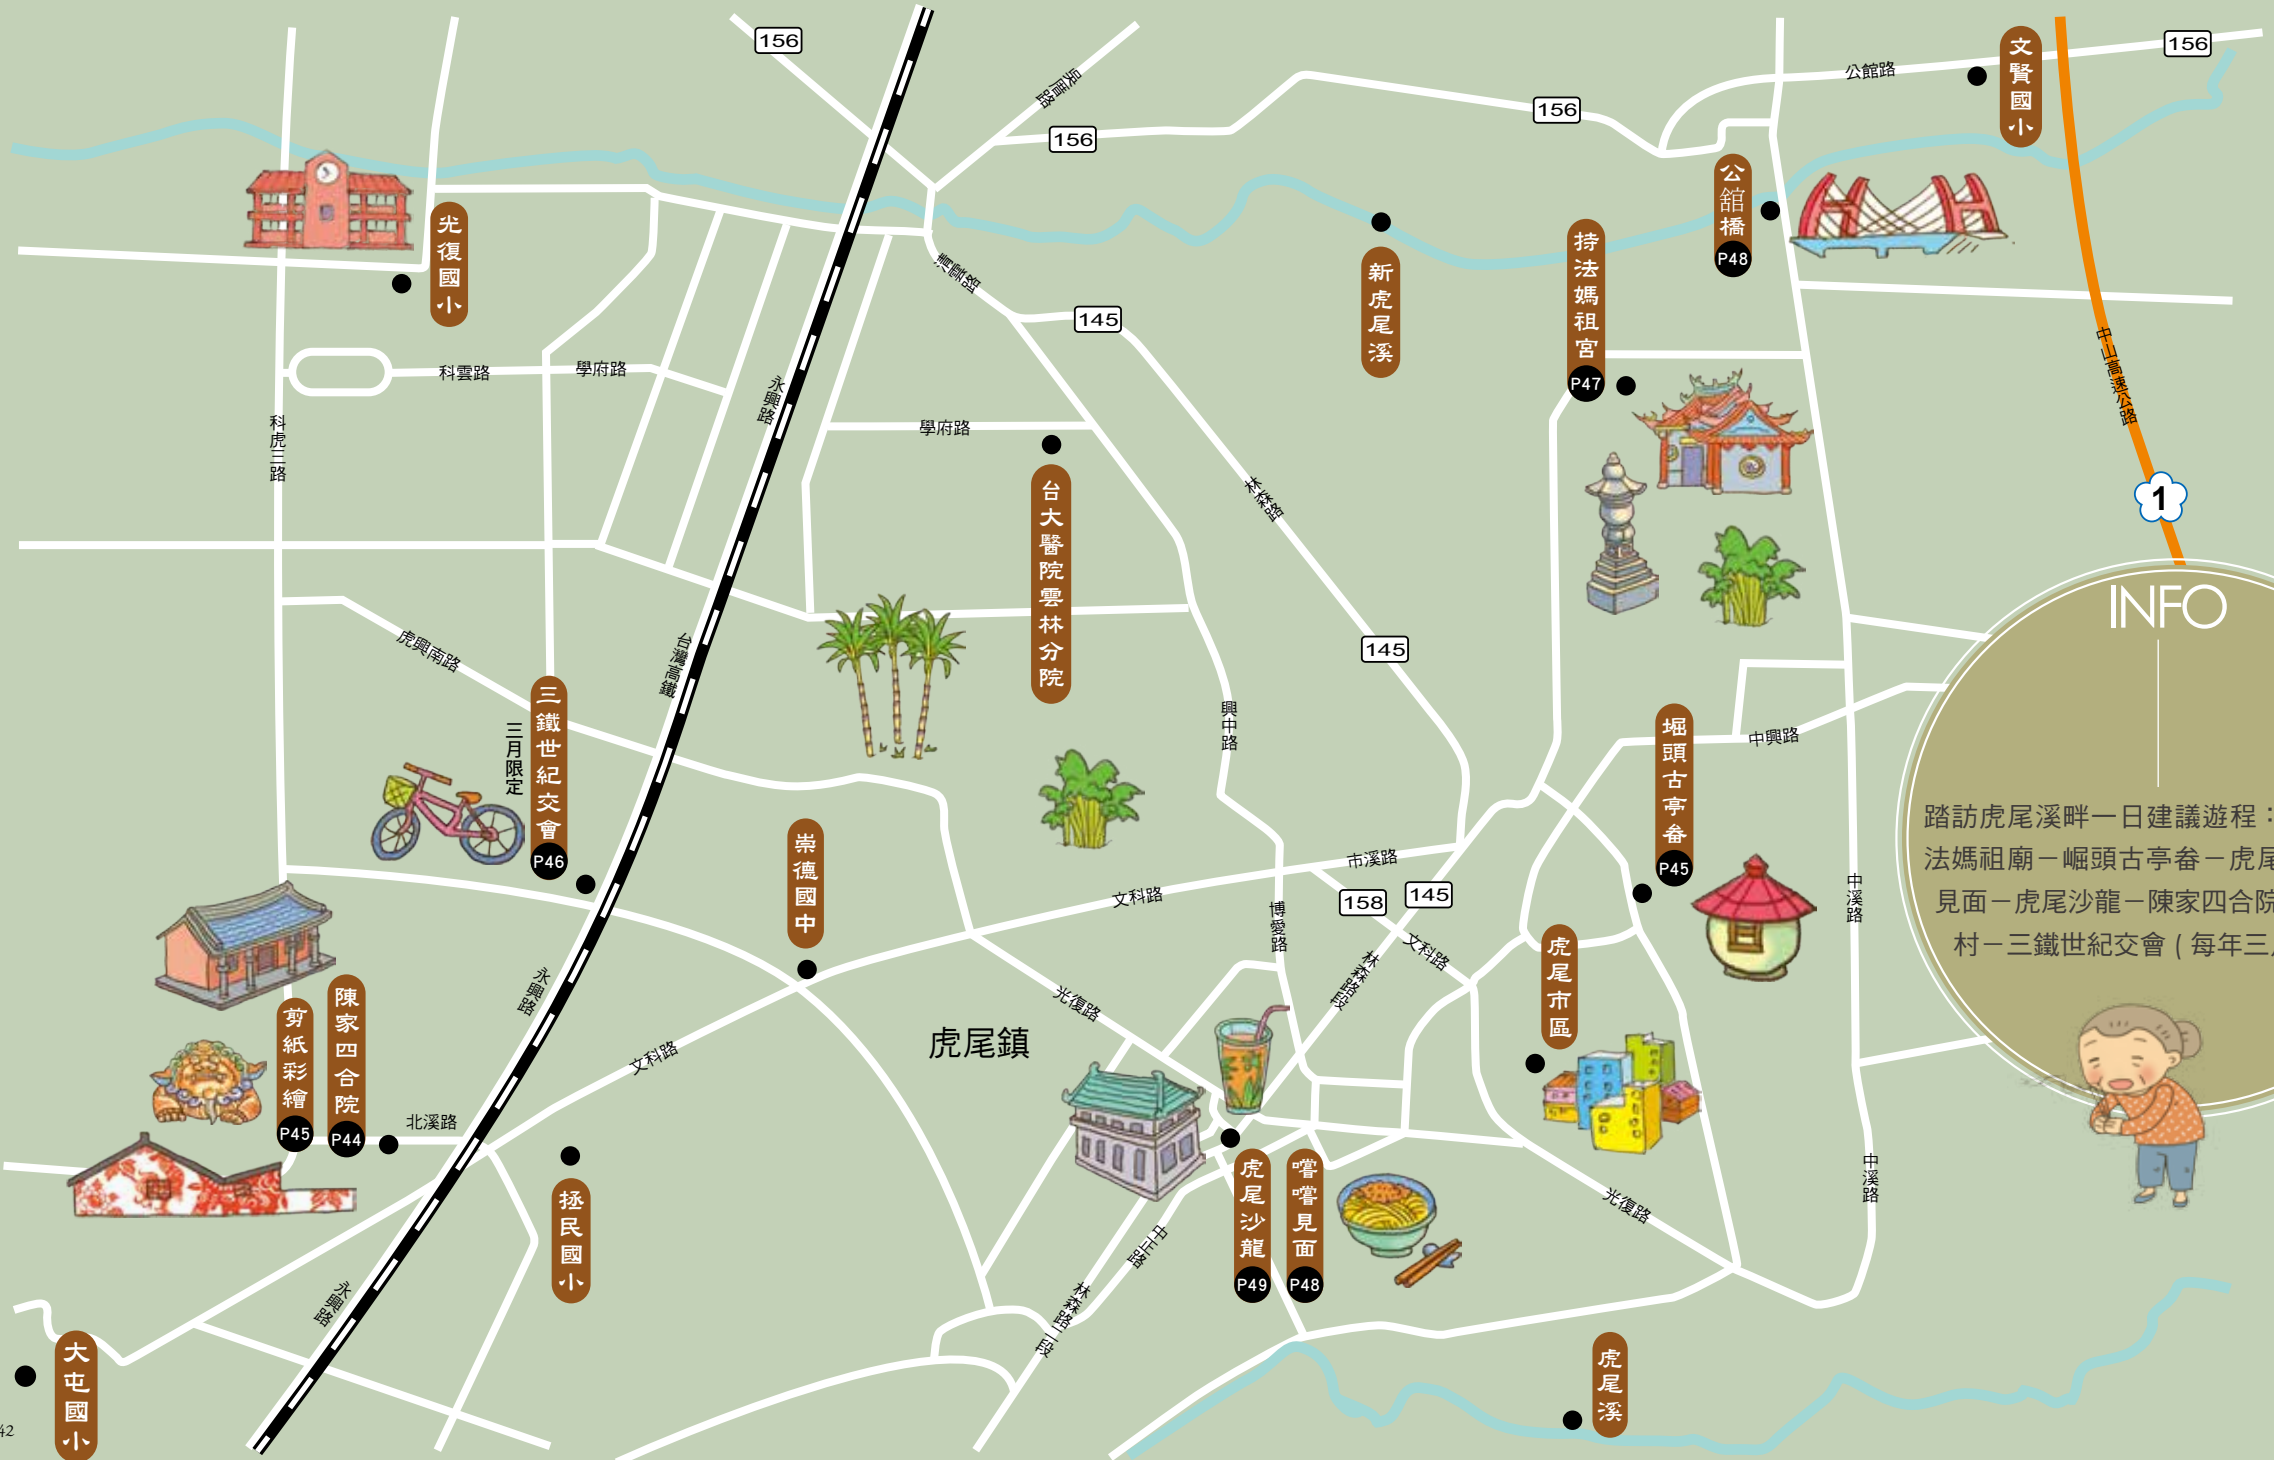 156
156
吳厝路
156
156
公館路
文賢國小
156
公舘橋
P48
光復國小
清雲路
145
新虎尾溪
持法媽祖宮
P47
中山高速公路
1
科雲路
學府路
永興路
學府路
科虎三路
林森路
台大醫院雲林分院
虎興南路
台灣高鐵
145
興中路
三鐵世紀交會
P46
三月限定
堀頭古亭畚
P45
中興路
INFO
踏訪虎尾溪畔一日建議遊程：
法媽祖廟－崛頭古亭畚－虎尾
見面－虎尾沙龍－陳家四合院
村－三鐵世紀交會 ( 每年三
崇德國中
市溪路
文科路
158
145
博愛路
文科路
林森路段
中溪路
虎尾市區
永興路
光復路
虎尾鎮
文科路
剪紙彩繪
P45
陳家四合院
P44
北溪路
拯民國小
虎尾沙龍
P49
嚐嚐見面
P48
中正路
光復路
中溪路
永興路
林森路二段
大屯國小
虎尾溪
42